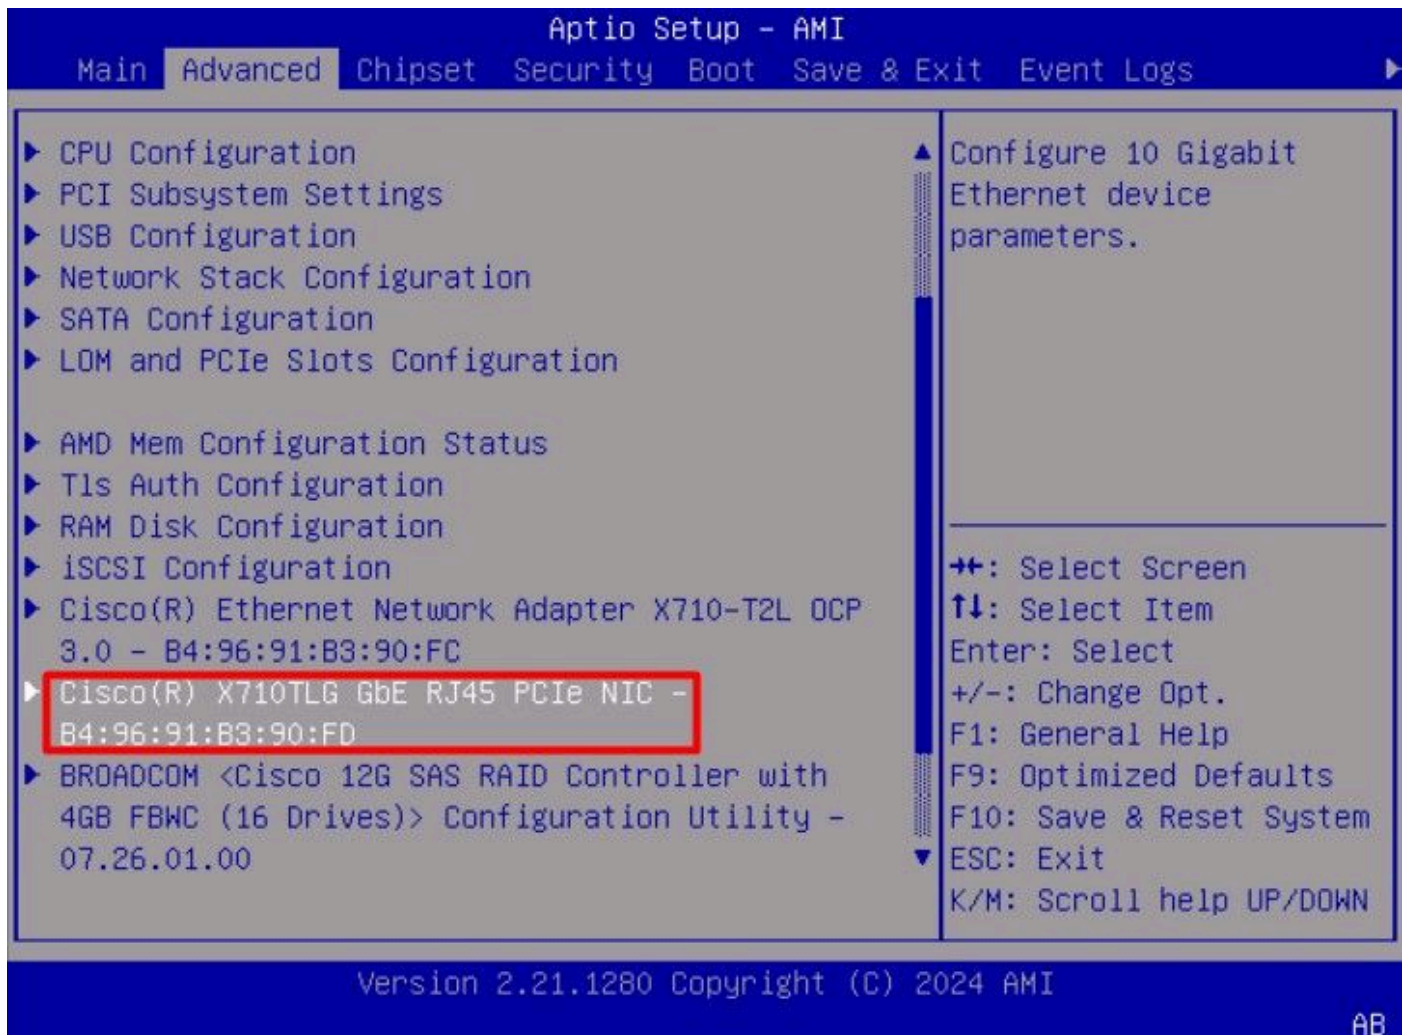 Aptio Setup – AMI
Main Advanced Chipset Security Boot Save & Exit Event Logs
CPU Configuration
PCI Subsystem Settings
USB Configuration
Network Stack Configuration
SATA Configuration
LOM and PCIe Slots Configuration
AMD Mem Configuration Status
Tls Auth Configuration
RAM Disk Configuration
iSCSI Configuration
Cisco(R) Ethernet Network Adapter X710-T2L OCP
3.0 – B4:96:91:B3:90:FC
Cisco(R) X710TLG GbE RJ45 PCIe NIC –
B4:96:91:B3:90:FD
BROADCOM <Cisco 12G SAS RAID Controller with
4GB FBWC (16 Drives)> Configuration Utility –
07.26.01.00
Configure 10 Gigabit
Ethernet device
parameters.
→←: Select Screen
↑↓: Select Item
Enter: Select
+/-: Change Opt.
F1: General Help
F9: Optimized Defaults
F10: Save & Reset System
ESC: Exit
K/M: Scroll help UP/DOWN
Version 2.21.1280 Copyright (C) 2024 AMI
AB